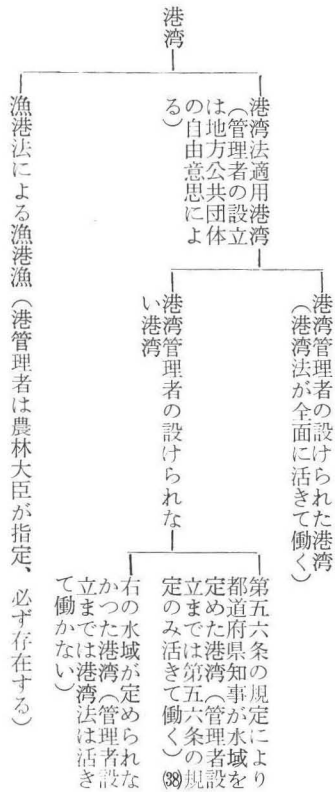 港湾
港湾法適用港湾
(管理者の設立
は地方公共団体
の自由意思によ
る)
港湾管理者の設けられた港湾
(港湾法が全面に活きて働く)
港湾管理者の設けられな
い港湾
第五六条の規定により
都道府県知事が水域を
定めた港湾(管理者設
立までは第五六条の規
定のみ活きて働く)(38)
右の水域が定められな
かつた港湾(管理者設
立までは港湾法は活き
て働かない)
漁港法による漁港漁(港管理者は農林大臣が指定、必ず存在する)